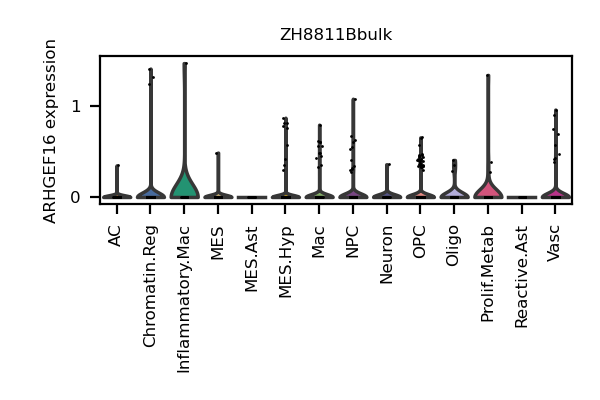 ZH8811Bbulk
ARHGEF16 expression
1
0
AC
Chromatin.Reg
Inflammatory.Mac
MES
MES.Ast
MES.Hyp
Mac
NPC
Neuron
OPC
Oligo
Prolif.Metab
Reactive.Ast
Vasc